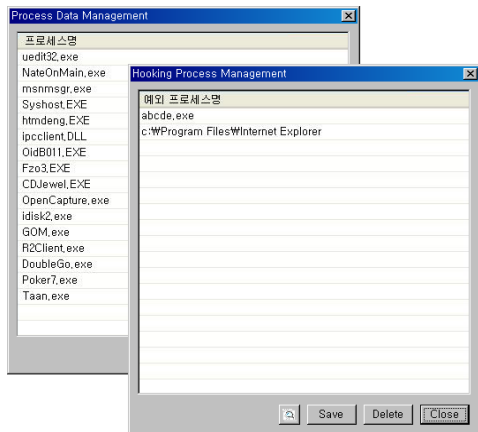 Process Data Management
프로세스명
uedit32.exe
NateOnMain.exe
msnmsgr.exe
Syshost.EXE
htmdeng.EXE
ipcclient.DLL
OidB011.EXE
Fzo3.EXE
CDJewel.EXE
OpenCapture.exe
idisk2.exe
GOM.exe
R2Client.exe
DoubleGo.exe
Poker7.exe
Taan.exe
Hooking Process Management
예외 프로세스명
abcde.exe
c:₩Program Files₩Internet Explorer
Save
Delete
Close